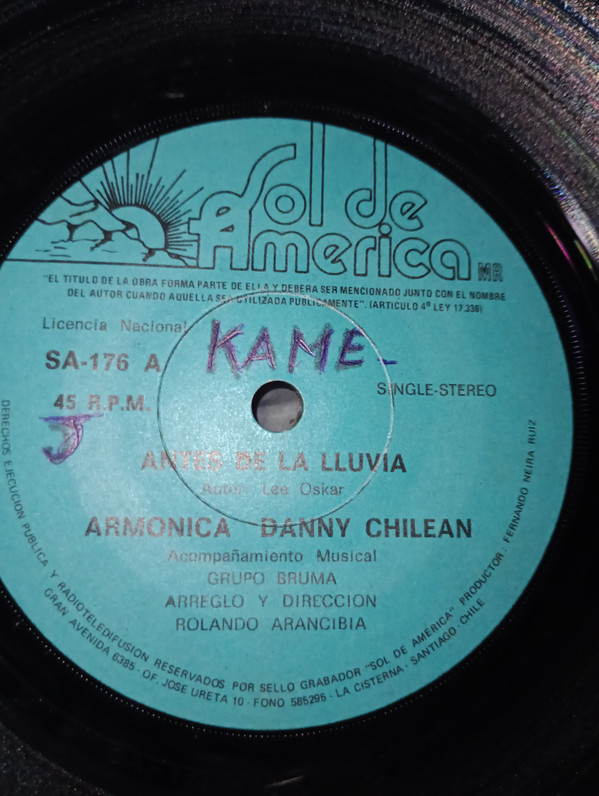 Sol de America MR
"EL TITULO DE LA OBRA FORMA PARTE DE ELLA Y DEBERA SER MENCIONADO JUNTO CON EL NOMBRE
DEL AUTOR CUANDO AQUELLA SEA UTILIZADA PUBLICAMENTE". (ARTICULO 4º LEY 17.336)
Licencia Nacional
KAME-
SA-176 A
SINGLE-STEREO
45 R.P.M.
J
ANTES DE LA LLUVIA
Autor: Lee Oskar
ARMONICA DANNY CHILEAN
Acompañamiento Musical
GRUPO BRUMA
ARREGLO Y DIRECCION
ROLANDO ARANCIBIA
DERECHOS EJECUCION PUBLICA Y RADIOTELEDIFUSION RESERVADOS POR SELLO GRABADOR "SOL DE AMERICA" PRODUCTOR: FERNANDO NEIRA RUIZ
GRAN AVENIDA 6385 - OF. JOSE URETA 10 - FONO 585295 - LA CISTERNA - SANTIAGO - CHILE